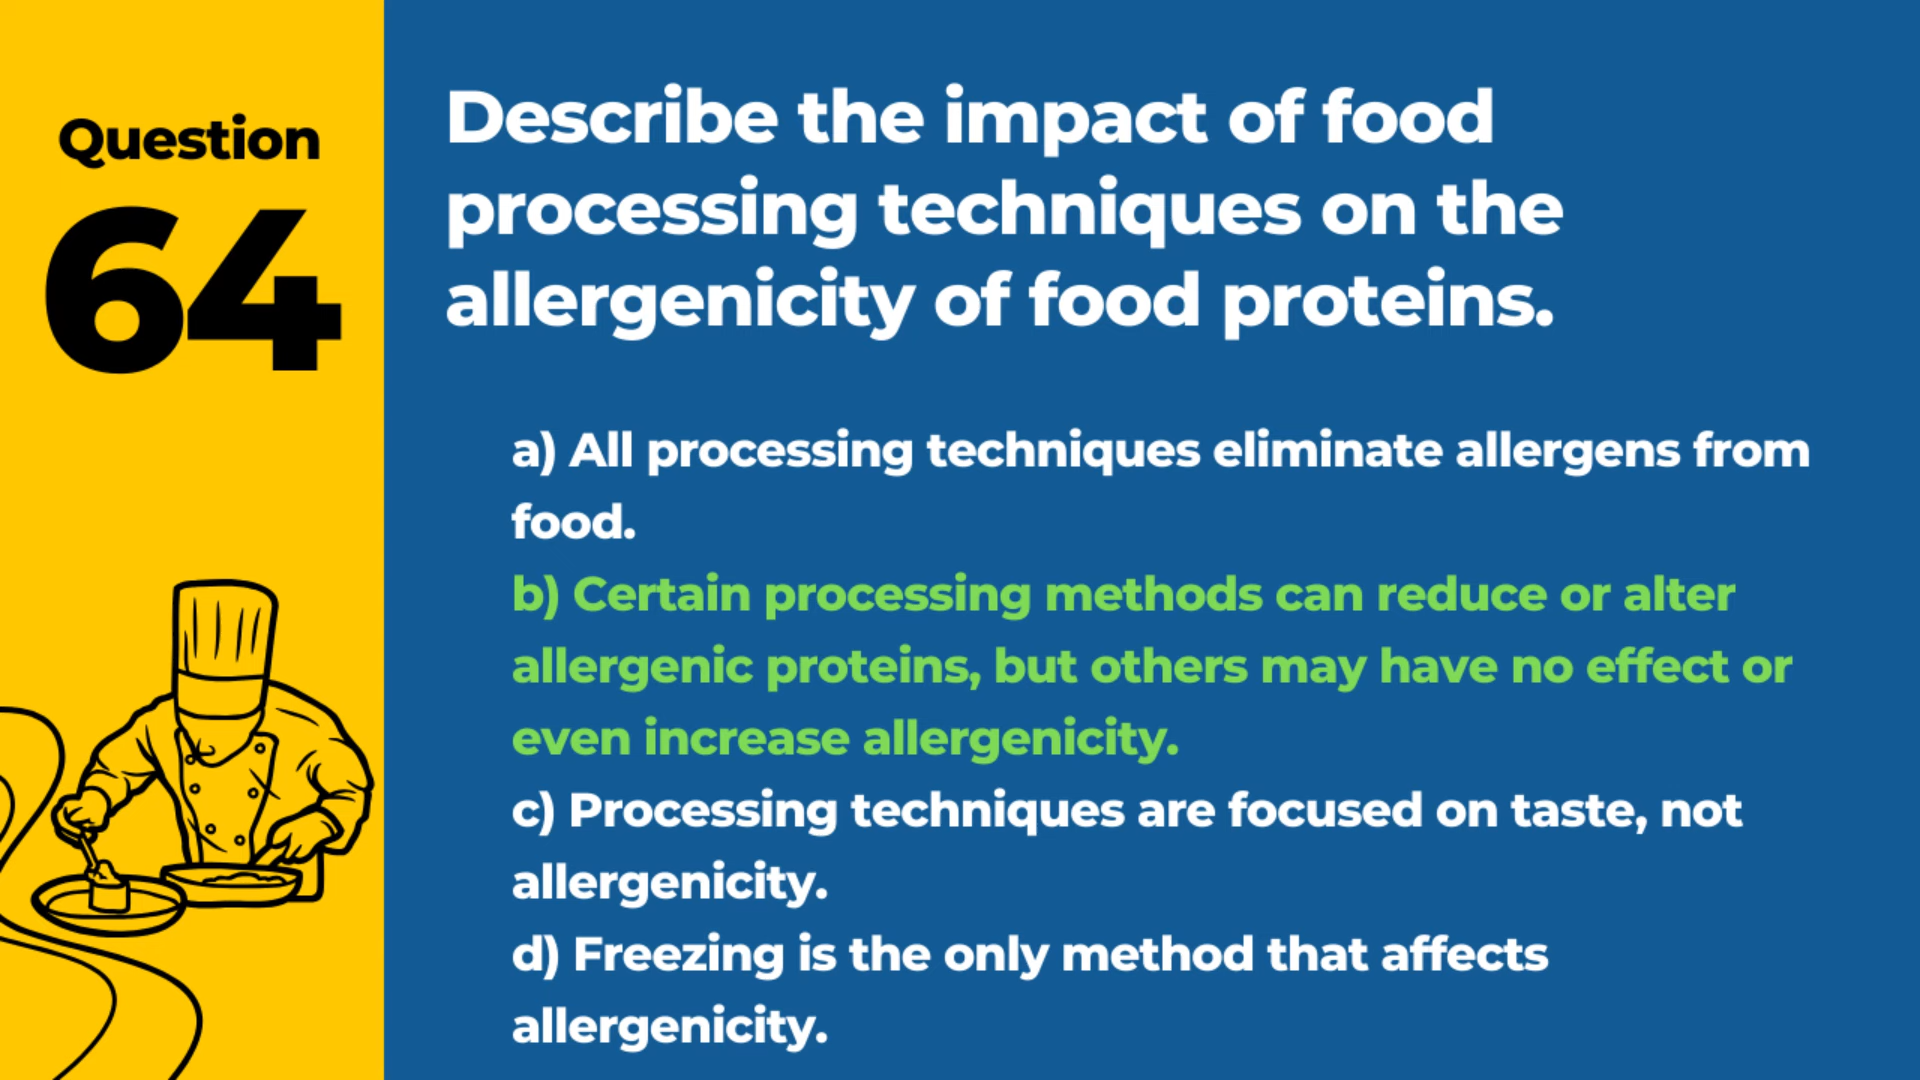 Question
64
Describe the impact of food
processing techniques on the
allergenicity of food proteins.
a) All processing techniques eliminate allergens from
food.
b) Certain processing methods can reduce or alter
allergenic proteins, but others may have no effect or
even increase allergenicity.
c) Processing techniques are focused on taste, not
allergenicity.
d) Freezing is the only method that affects
allergenicity.